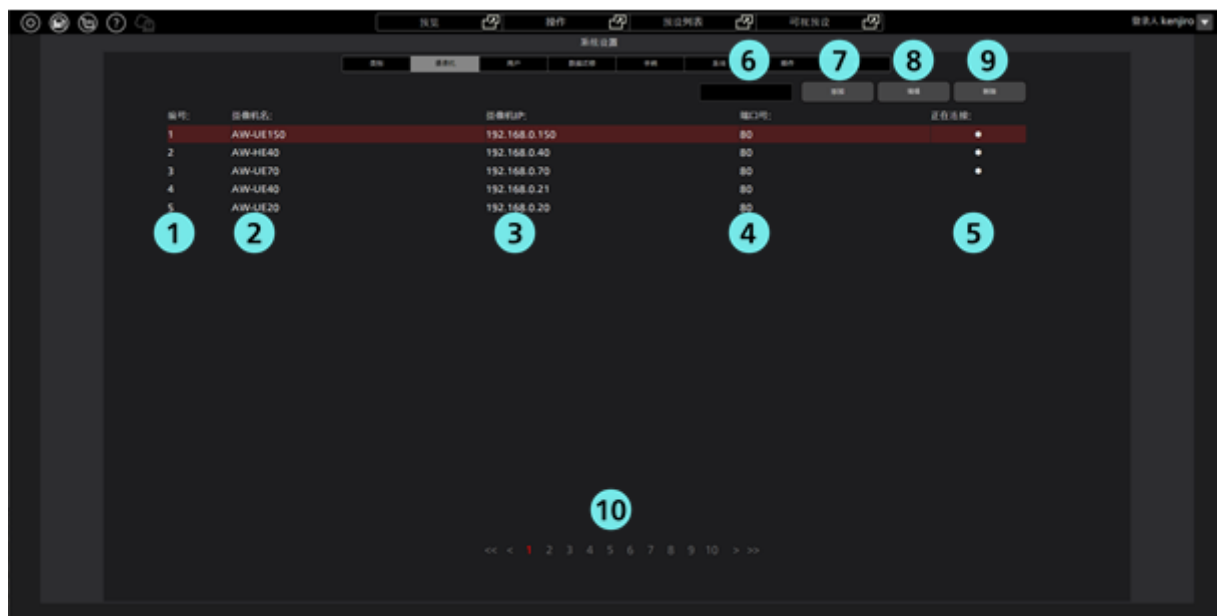 预览 操作 预设列表 可视预设 登录人 kenjiro
系统设置
摄像机 用户
6 7 8 9
编号: 摄像机名: 摄像机IP: 端口号: 正在连接:
1 AW-UE150 192.168.0.150 80 ●
2 AW-HE40 192.168.0.40 80 ●
3 AW-UE70 192.168.0.70 80 ●
4 AW-UE40 192.168.0.21 80
5 AW-UE20 192.168.0.20 80
1 2 3 4 5
10
<< < 1 2 3 4 5 6 7 8 9 10 > >>